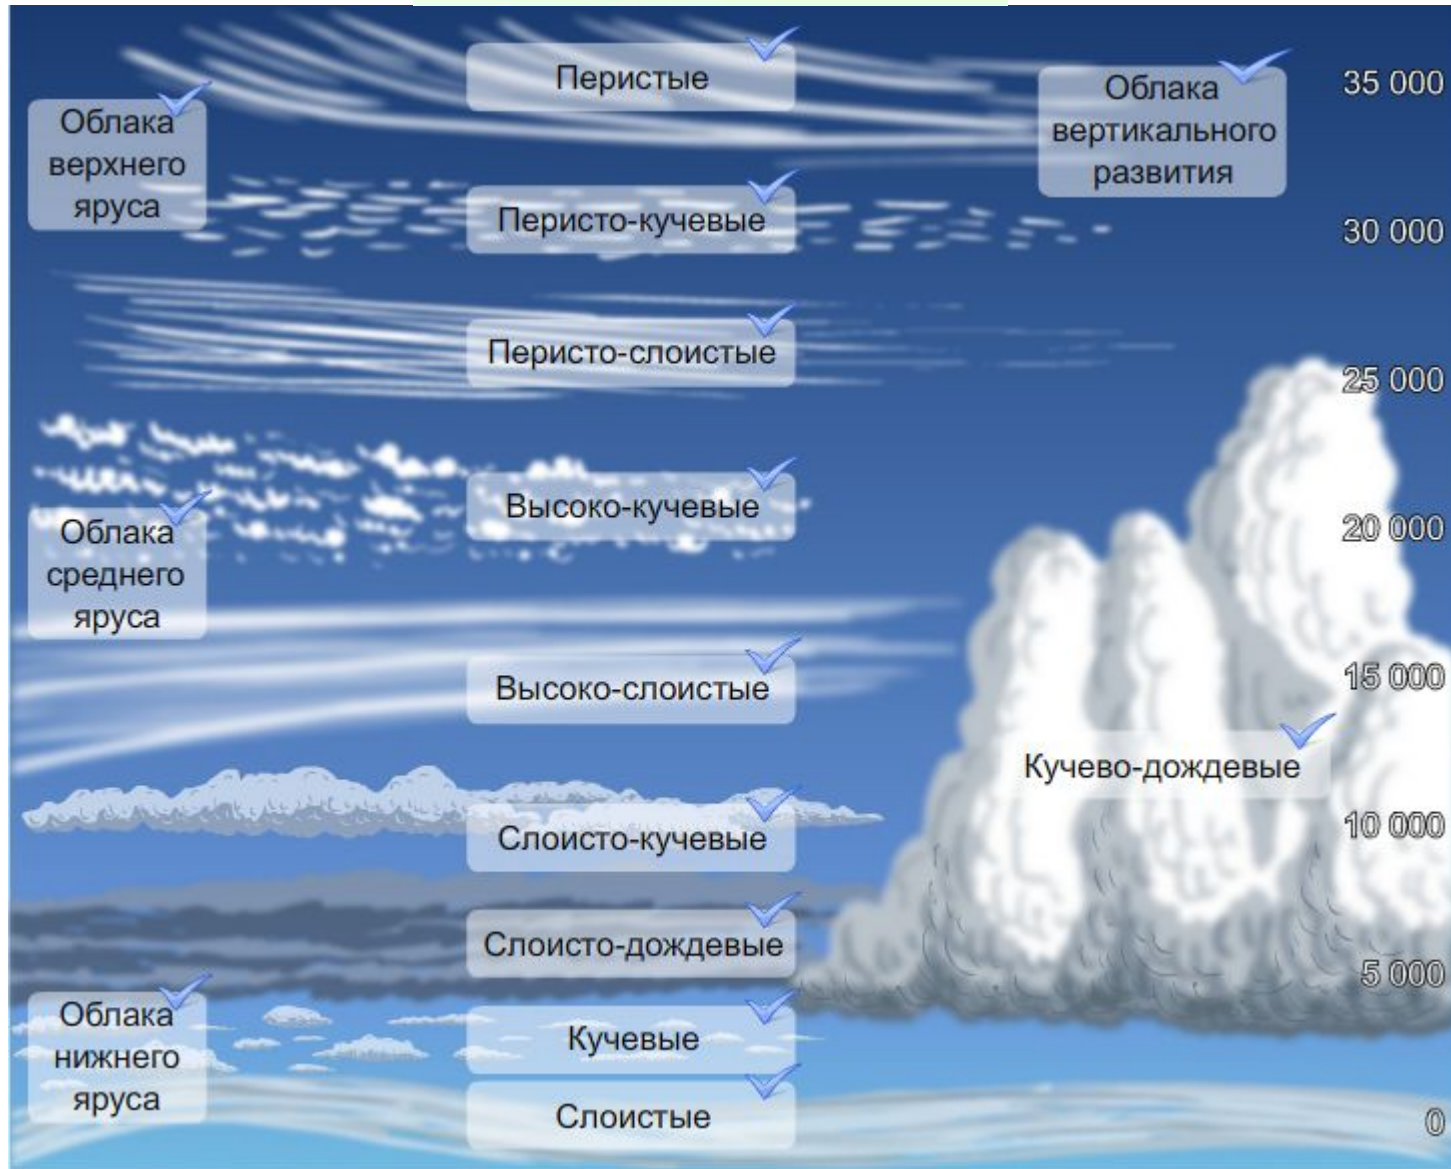 Перистые
Облака
вертикального
развития
35 000
Облака
верхнего
яруса
Перисто-кучевые
30 000
Перисто-слоистые
25 000
Высоко-кучевые
20 000
Облака
среднего
яруса
Высоко-слоистые
15 000
Кучево-дождевые
Слоисто-кучевые
10 000
Слоисто-дождевые
5 000
Облака
нижнего
яруса
Кучевые
Слоистые
0